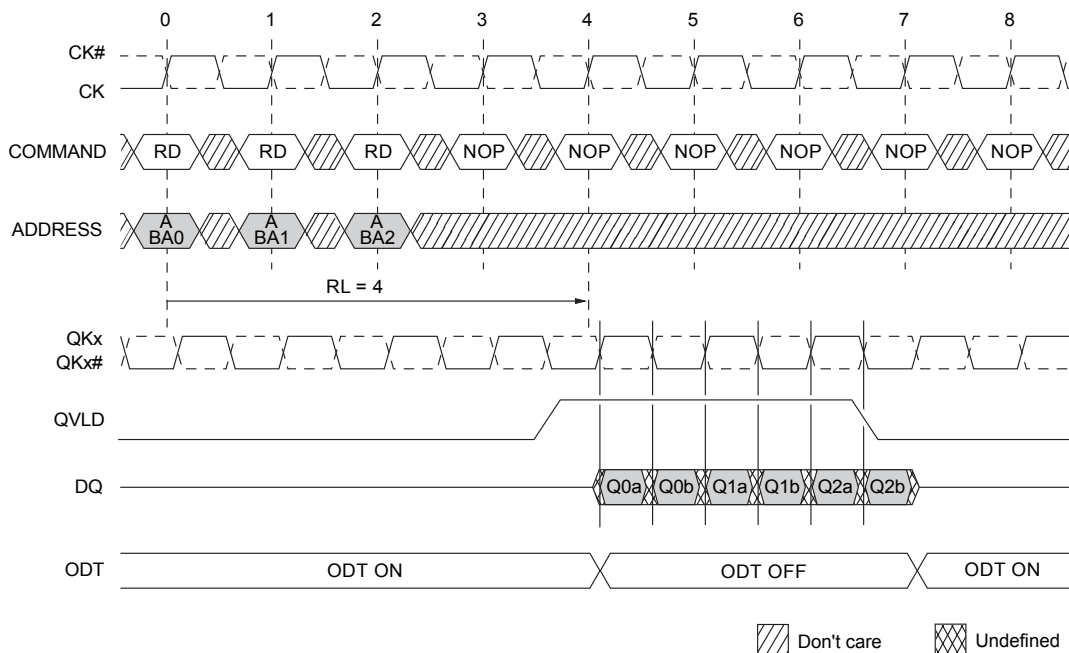 0 1 2 3 4 5 6 7 8
CK#
CK
COMMAND RD RD RD NOP NOP NOP NOP NOP NOP
ADDRESS A BA0 A BA1 A BA2
RL = 4
QKx
QKx#
QVLD
DQ Q0a Q0b Q1a Q1b Q2a Q2b
ODT ODT ON ODT OFF ODT ON
Don't care Undefined